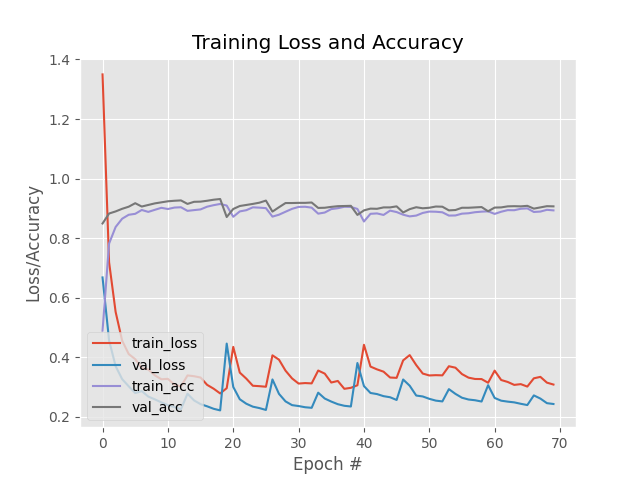 Training Loss and Accuracy
Loss/Accuracy
1.4
1.2
1.0
0.8
0.6
0.4
0.2
train_loss
val_loss
train_acc
val_acc
0 10 20 30 40 50 60 70
Epoch #